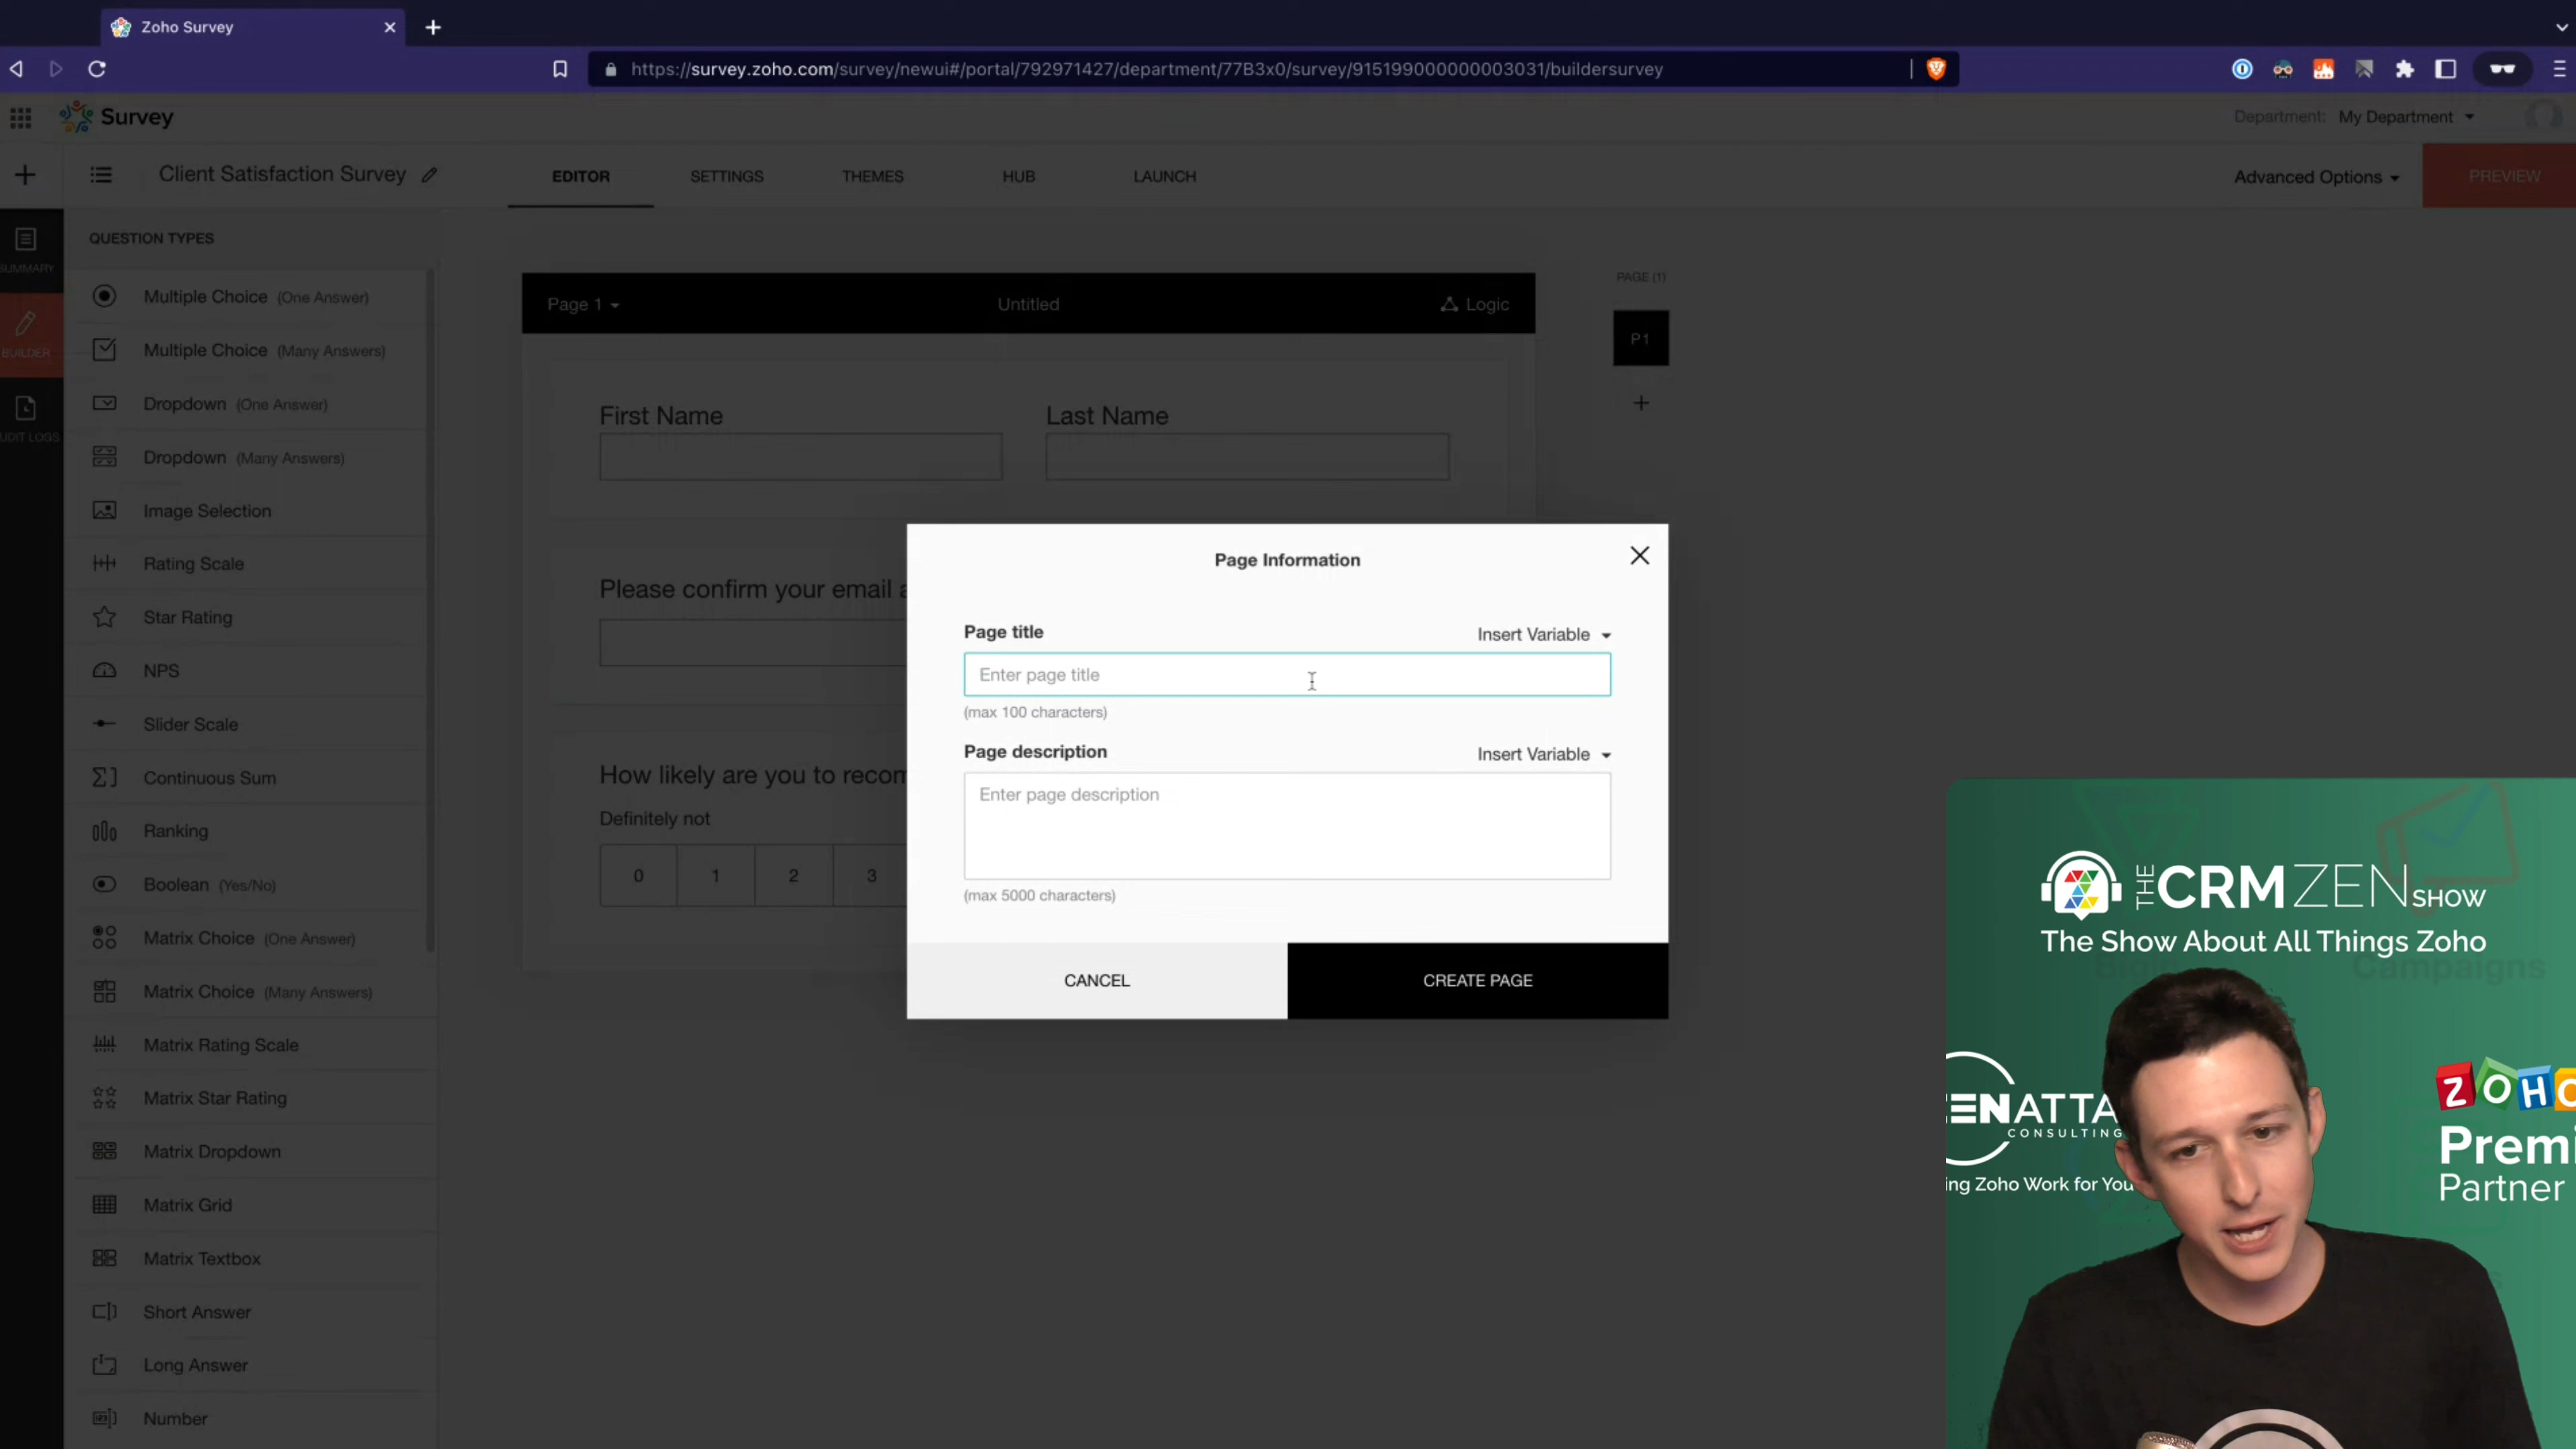 Zoho Survey
https://survey.zoho.com/survey/newui#/portal/792971427/department/77B3x0/survey/915199000000003031/buildersurvey
Survey
Department: My Department
Client Satisfaction Survey
EDITOR
SETTINGS
THEMES
HUB
LAUNCH
Advanced Options
PREVIEW
SUMMARY
BUILDER
UDIT LOGS
QUESTION TYPES
Multiple Choice (One Answer)
Multiple Choice (Many Answers)
Dropdown (One Answer)
Dropdown (Many Answers)
Image Selection
Rating Scale
Star Rating
NPS
Slider Scale
Continuous Sum
Ranking
Boolean (Yes/No)
Matrix Choice (One Answer)
Matrix Choice (Many Answers)
Matrix Rating Scale
Matrix Star Rating
Matrix Dropdown
Matrix Grid
Matrix Textbox
Short Answer
Long Answer
Number
Page 1
Untitled
Logic
PAGE (1)
P1
First Name
Last Name
Please confirm your email a
How likely are you to recom
Definitely not
0 1 2 3
Page Information
Page title
Insert Variable
Enter page title
(max 100 characters)
Page description
Insert Variable
Enter page description
(max 5000 characters)
CANCEL
CREATE PAGE
THE CRM ZEN SHOW
The Show About All Things Zoho
Campaigns
ENATTA
CONSULTING
ing Zoho Work for You
ZOHO
Premi
Partner